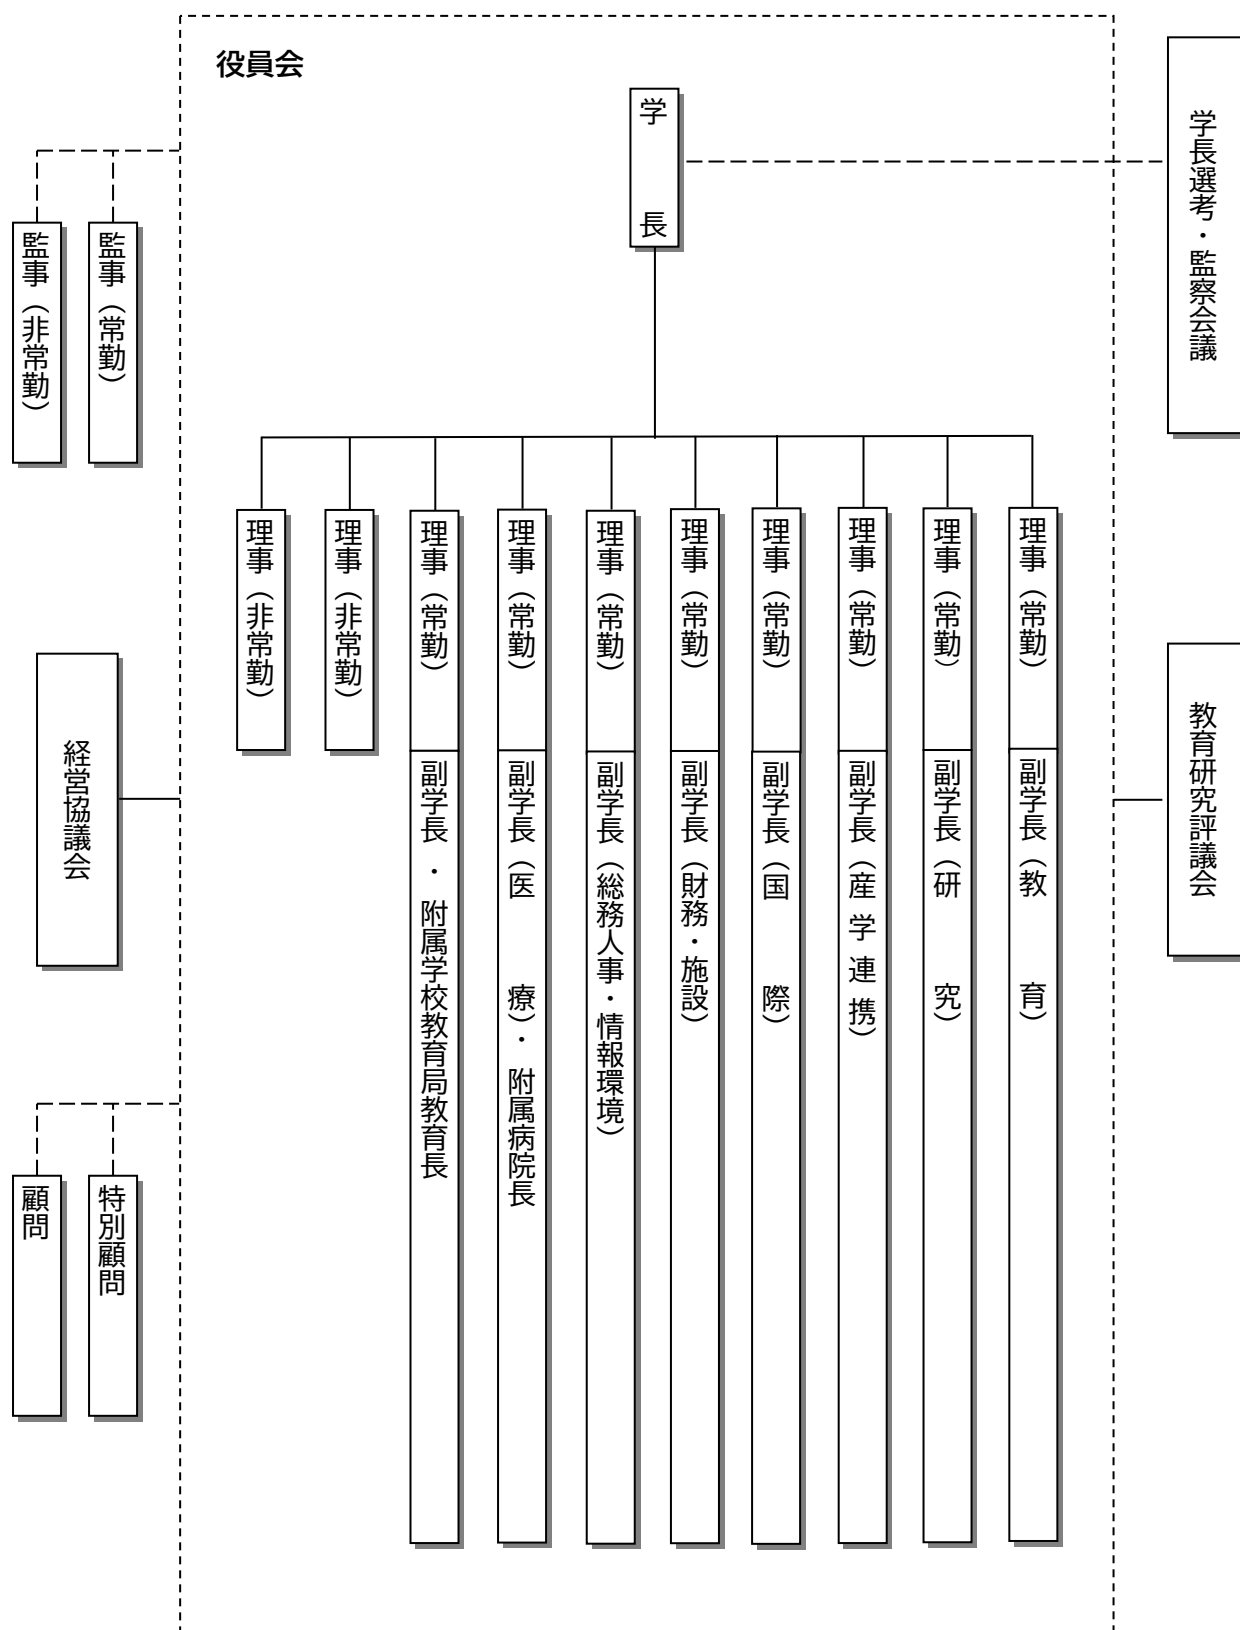 役員会
学長
学長選考・監察会議
監事（常勤）
監事（非常勤）
理事（常勤）
副学長（教育）
理事（常勤）
副学長（研究）
理事（常勤）
副学長（産学連携）
理事（常勤）
副学長（国際）
理事（常勤）
副学長（財務・施設）
理事（常勤）
副学長（総務人事・情報環境）
理事（常勤）
副学長（医療）・附属病院長
理事（常勤）
副学長・附属学校教育局教育長
理事（非常勤）
理事（非常勤）
教育研究評議会
経営協議会
特別顧問
顧問